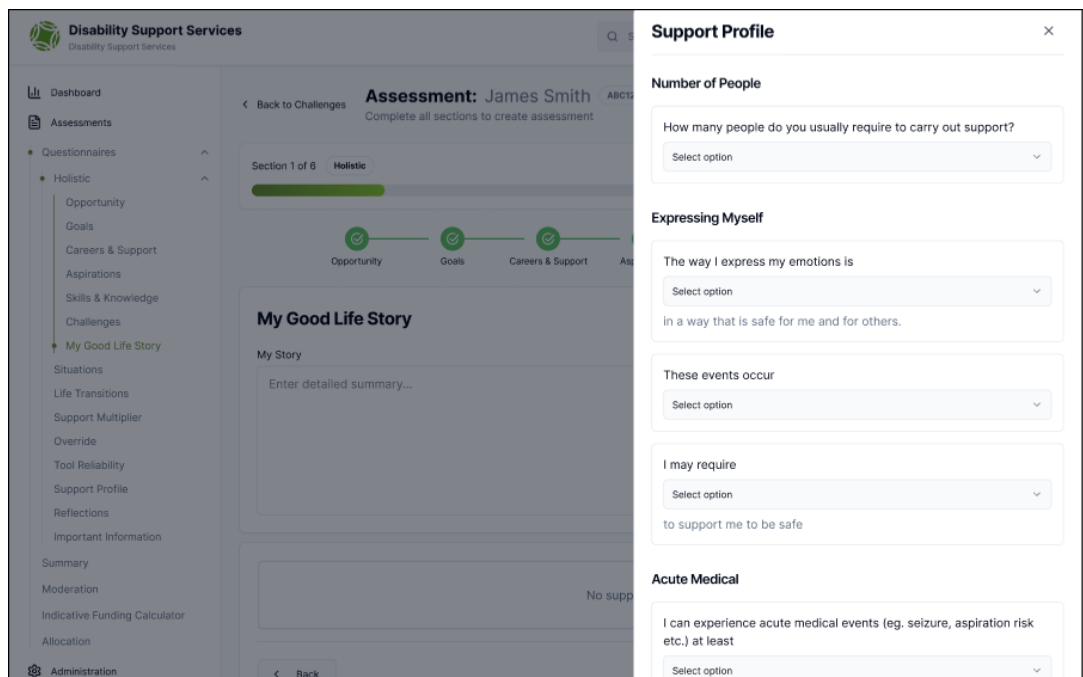 Disability Support Services
Disability Support Services
Dashboard
Assessments
Questionnaires
Holistic
Opportunity
Goals
Careers & Support
Aspirations
Skills & Knowledge
Challenges
My Good Life Story
Situations
Life Transitions
Support Multiplier
Override
Tool Reliability
Support Profile
Reflections
Important Information
Summary
Moderation
Indicative Funding Calculator
Allocation
Administration
Back to Challenges
Assessment: James Smith
Complete all sections to create assessment
Section 1 of 6 Holistic
Opportunity
Goals
Careers & Support
My Good Life Story
My Story
Enter detailed summary...
Back
Support Profile
Number of People
How many people do you usually require to carry out support?
Select option
Expressing Myself
The way I express my emotions is
Select option
in a way that is safe for me and for others.
These events occur
Select option
I may require
Select option
to support me to be safe
Acute Medical
I can experience acute medical events (eg. seizure, aspiration risk
etc.) at least
Select option